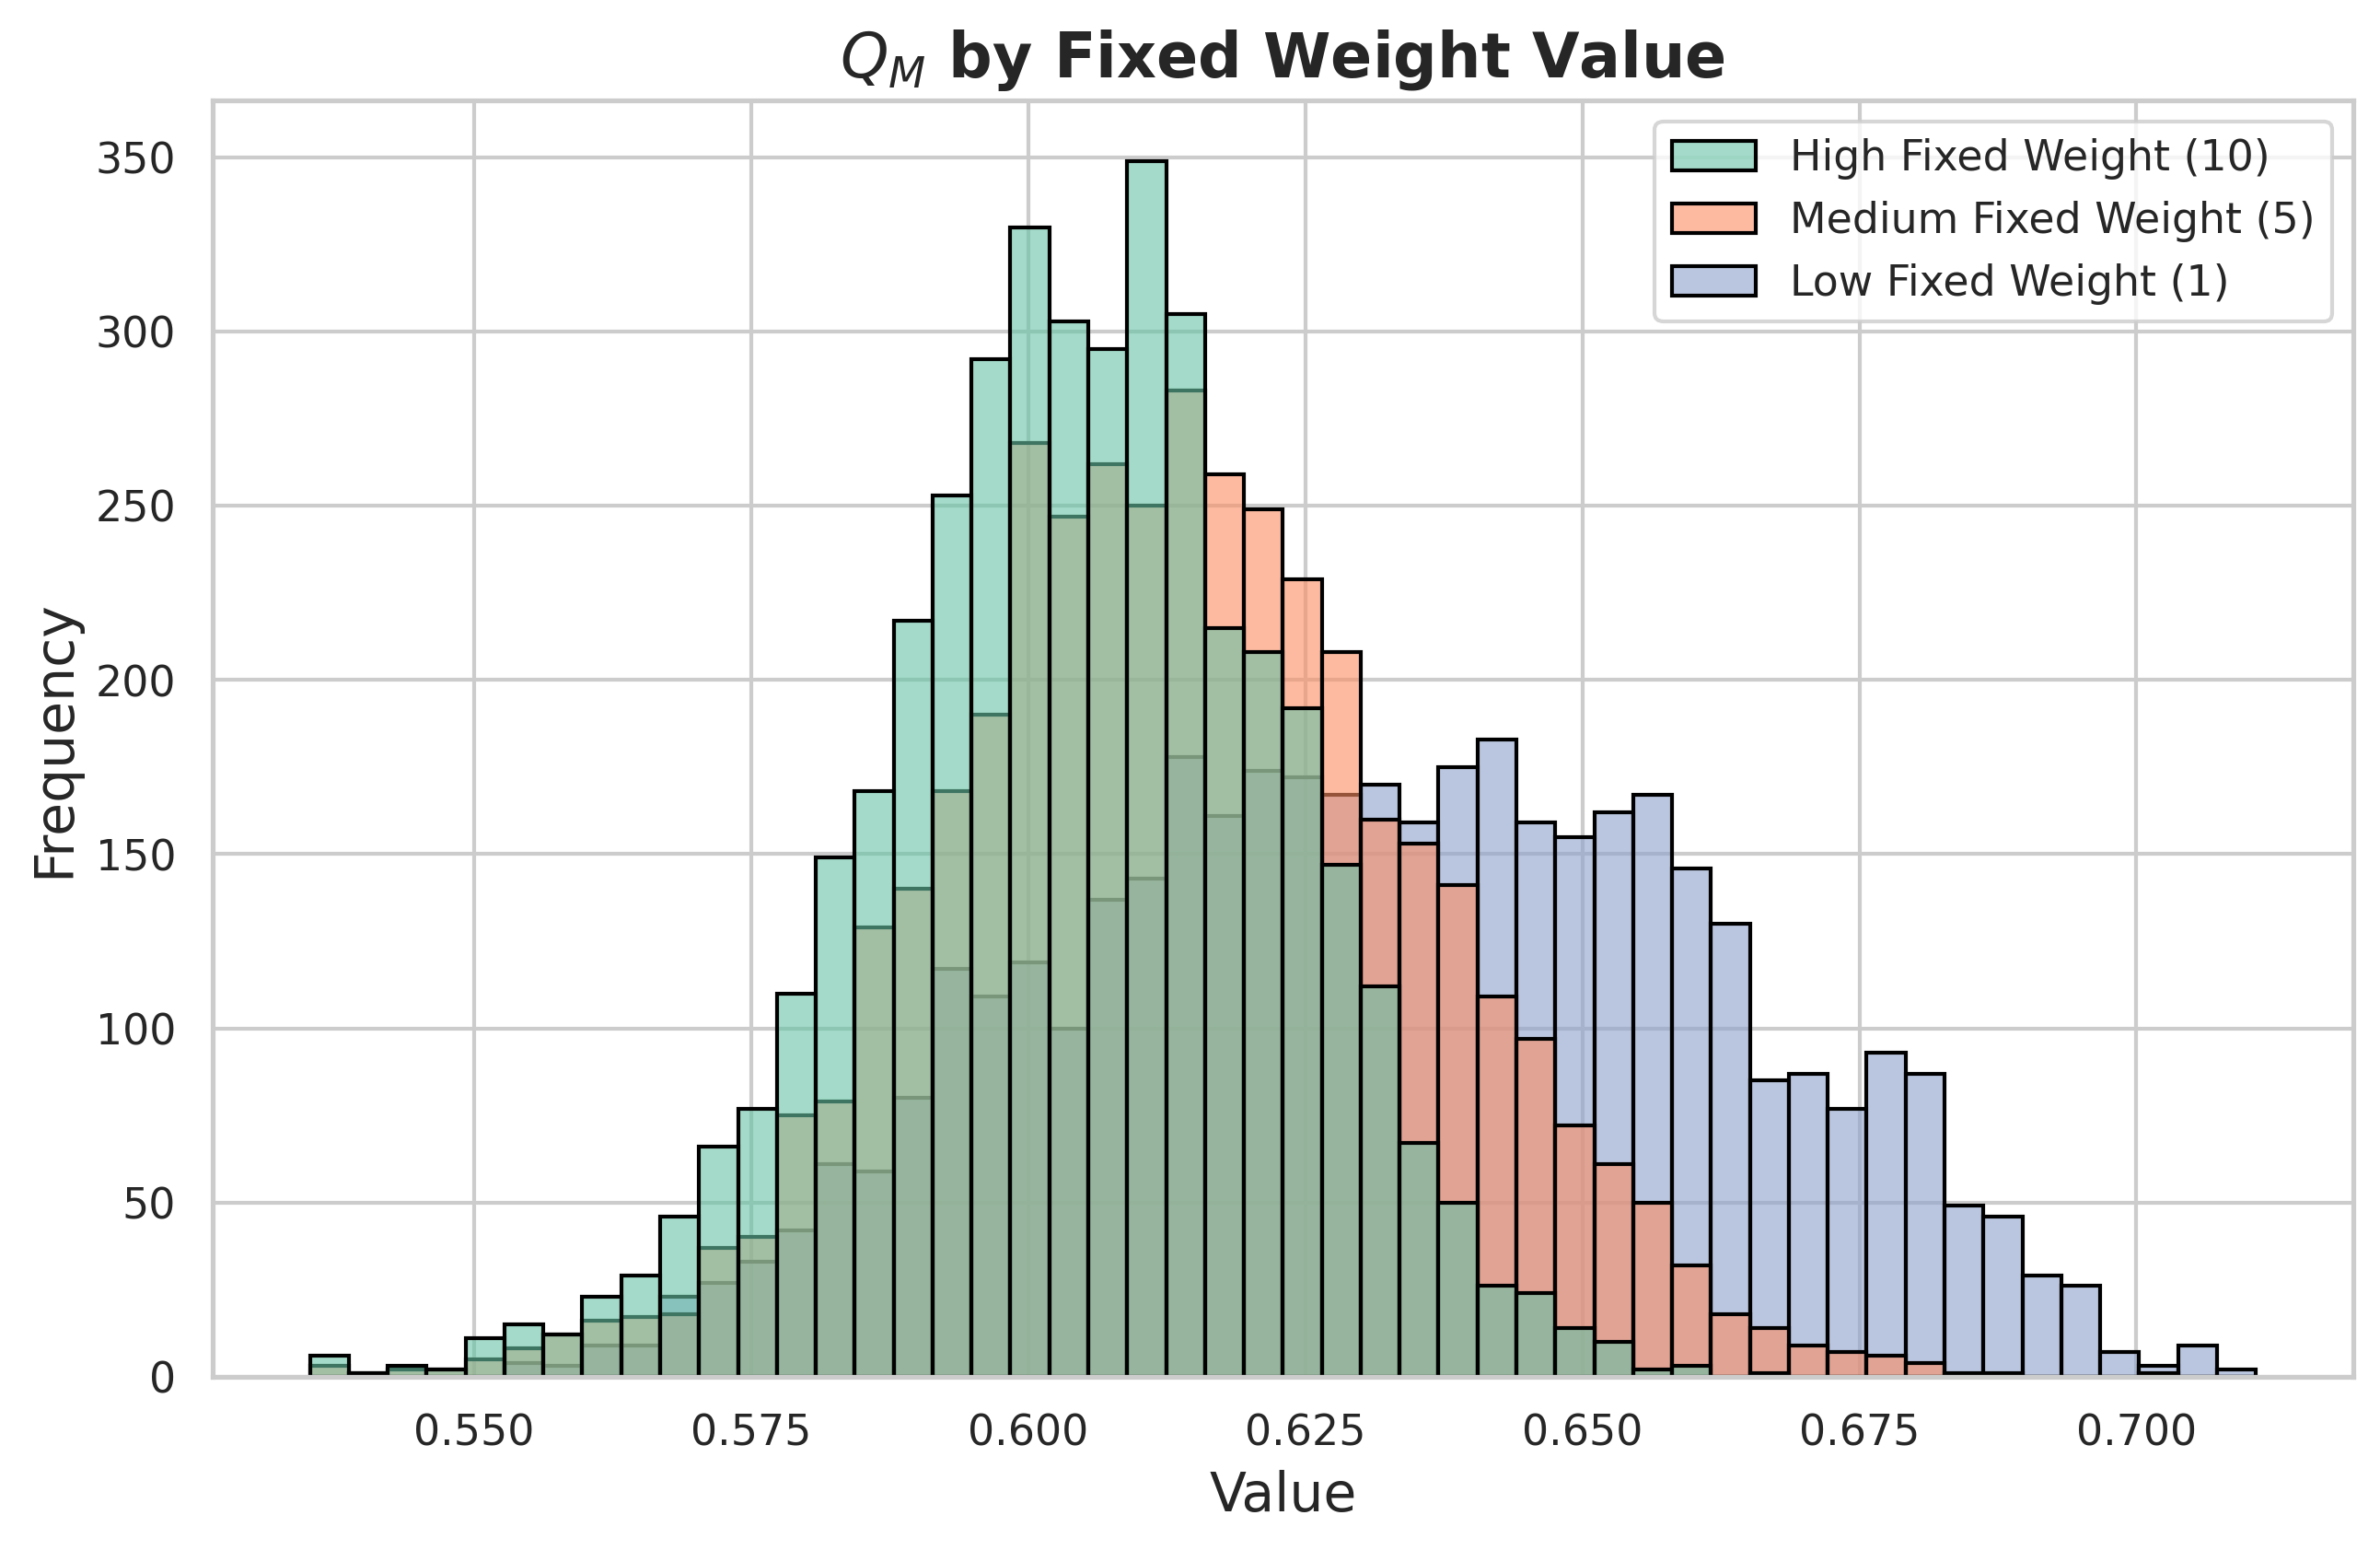 Q_M by Fixed Weight Value
High Fixed Weight (10)
Medium Fixed Weight (5)
Low Fixed Weight (1)
Frequency
350
300
250
200
150
100
50
0
0.550 0.575 0.600 0.625 0.650 0.675 0.700
Value